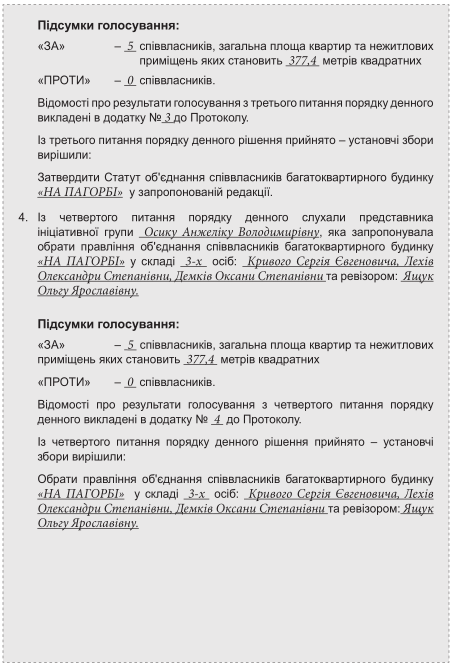 Підсумки голосування:
«ЗА» – 5 співвласників, загальна площа квартир та нежитлових
приміщень яких становить 377,4 метрів квадратних
«ПРОТИ» – 0 співвласників.
Відомості про результати голосування з третього питання порядку денного
викладені в додатку № 3 до Протоколу.
Із третього питання порядку денного рішення прийнято – установчі збори
вирішили:
Затвердити Статут об'єднання співвласників багатоквартирного будинку
«НА ПАГОРБІ» у запропонованій редакції.
4. Із четвертого питання порядку денного слухали представника
ініціативної групи Осику Анжеліку Володимирівну, яка запропонувала
обрати правління об'єднання співвласників багатоквартирного будинку
«НА ПАГОРБІ» у складі 3-х осіб: Кривого Сергія Євгеновича, Лехів
Олександри Степанівни, Демків Оксани Степанівни та ревізором: Ящук
Ольгу Ярославівну.
Підсумки голосування:
«ЗА» – 5 співвласників, загальна площа квартир та нежитлових
приміщень яких становить 377,4 метрів квадратних
«ПРОТИ» – 0 співвласників.
Відомості про результати голосування з четвертого питання порядку
денного викладені в додатку № 4 до Протоколу.
Із четвертого питання порядку денного рішення прийнято – установчі
збори вирішили:
Обрати правління об'єднання співвласників багатоквартирного будинку
«НА ПАГОРБІ» у складі 3-х осіб: Кривого Сергія Євгеновича, Лехів
Олександри Степанівни, Демків Оксани Степанівни та ревізором: Ящук
Ольгу Ярославівну.